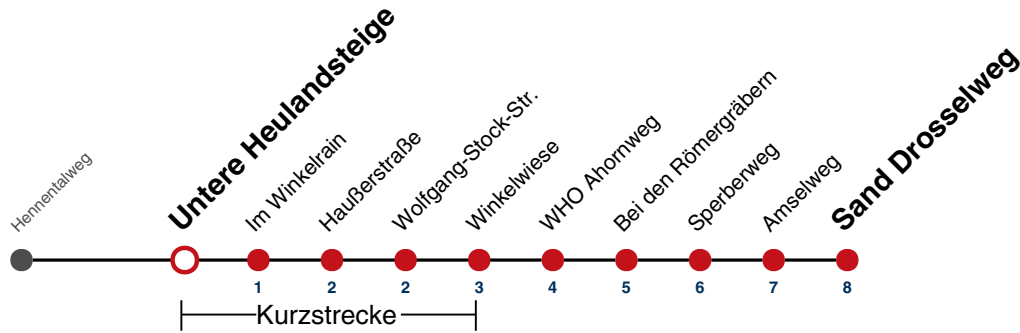 Hennentalweg
Untere Heulandsteige
Im Winkelrain
Haußerstraße
Wolfgang-Stock-Str.
Winkelwiese
WHO Ahornweg
Bei den Römergräbern
Sperberweg
Amselweg
Sand Drosselweg
1 2 2 3 4 5 6 7 8
Kurzstrecke